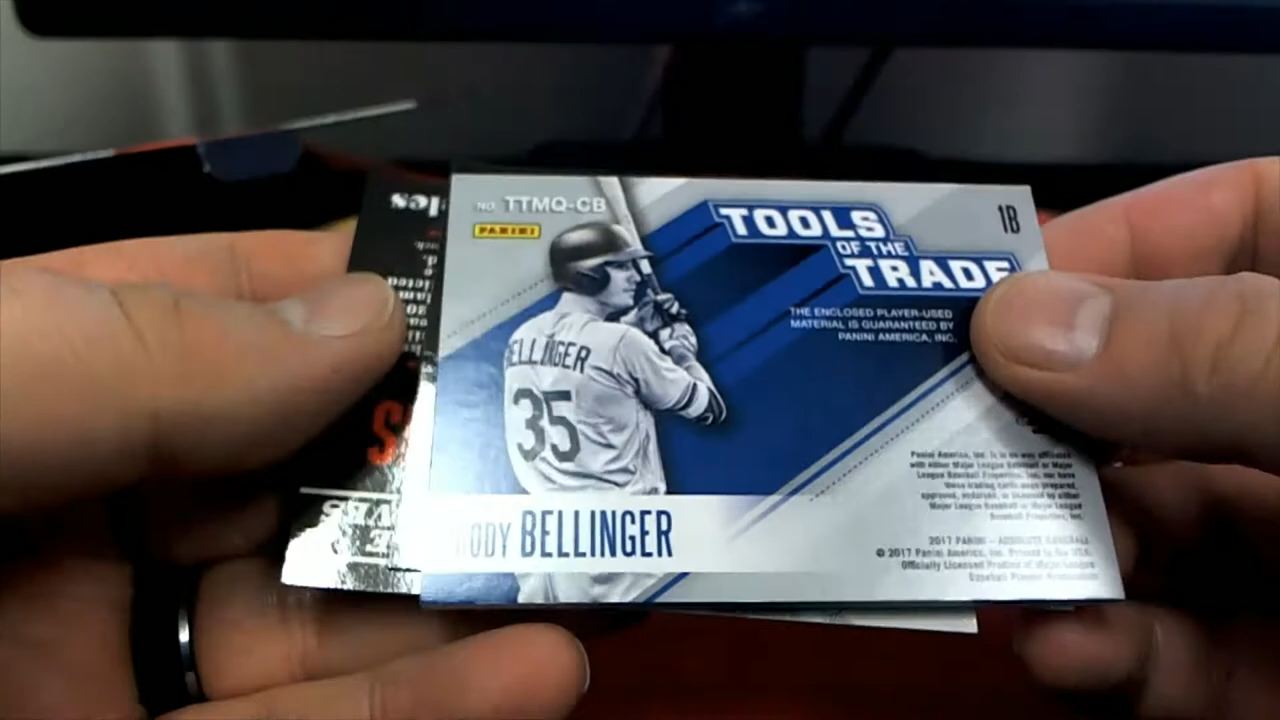 NO. TTMQ-CB
PANINI
TOOLS
OF THE
TRADE
1B
THE ENCLOSED PLAYER-USED
MATERIAL IS GUARANTEED BY
PANINI AMERICA, INC.
BELLINGER
35
ODY BELLINGER
Panini America, Inc. is in no way affiliated
with either Major League Baseball or Major
League Baseball Properties, Inc. nor have
these trading cards been prepared,
approved, endorsed, or licensed by either
Major League Baseball or Major League
Baseball Properties, Inc.
2017 PANINI – ABSOLUTE BASEBALL
© 2017 Panini America, Inc. Printed in the USA.
Officially Licensed Product of Major League
Baseball Players Association